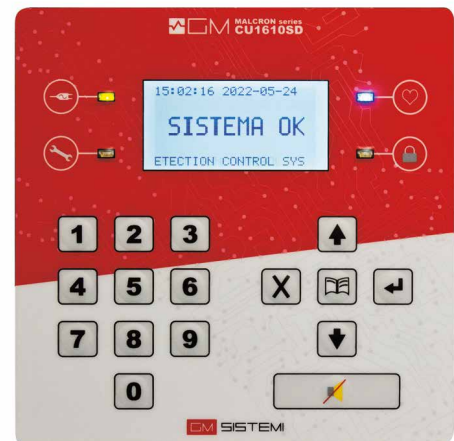 GM MALCRON series
CU1610SD
15:02:16 2022-05-24
SISTEMA OK
ETECTION CONTROL SYS
1 2 3
4 5 6 X
7 8 9
0
GM SISTEMI